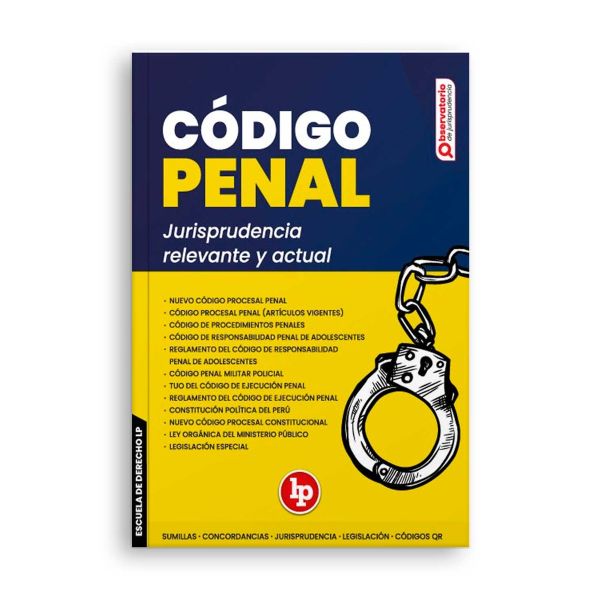 Observatorio
de jurisprudencia
CÓDIGO
PENAL
Jurisprudencia
relevante y actual
· NUEVO CÓDIGO PROCESAL PENAL
· CÓDIGO PROCESAL PENAL (ARTÍCULOS VIGENTES)
· CÓDIGO DE PROCEDIMIENTOS PENALES
· CÓDIGO DE RESPONSABILIDAD PENAL DE ADOLESCENTES
· REGLAMENTO DEL CÓDIGO DE RESPONSABILIDAD
PENAL DE ADOLESCENTES
· CÓDIGO PENAL MILITAR POLICIAL
· TUO DEL CÓDIGO DE EJECUCIÓN PENAL
· REGLAMENTO DEL CÓDIGO DE EJECUCIÓN PENAL
· CONSTITUCIÓN POLÍTICA DEL PERÚ
· NUEVO CÓDIGO PROCESAL CONSTITUCIONAL
· LEY ORGÁNICA DEL MINISTERIO PÚBLICO
· LEGISLACIÓN ESPECIAL
ESCUELA DE DERECHO LP
lp
SUMILLAS · CONCORDANCIAS · JURISPRUDENCIA · LEGISLACIÓN · CÓDIGOS QR